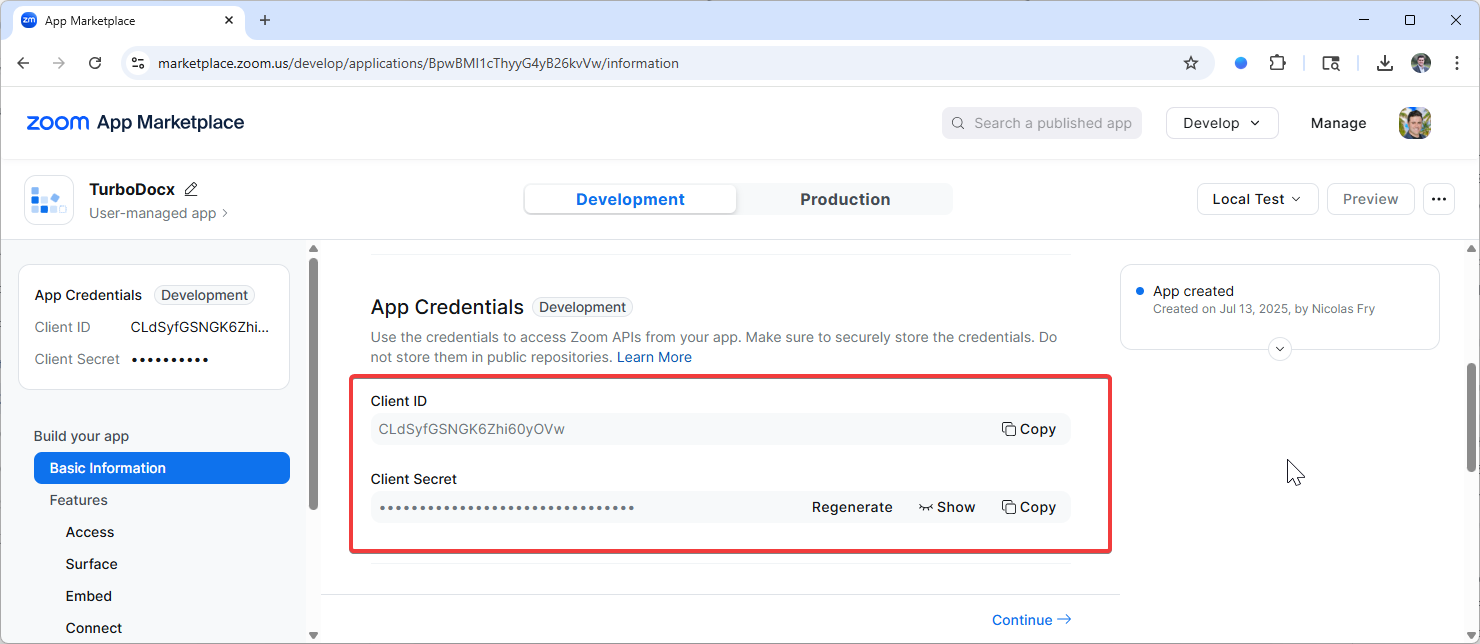 zm App Marketplace
marketplace.zoom.us/develop/applications/BpwBMI1cThyyG4yB26kvVw/information
zoom App Marketplace
Search a published app
Develop
Manage
TurboDocx
User-managed app
Development
Production
Local Test
Preview
App Credentials Development
Client ID CLdSyfGSNGK6Zhi...
Client Secret ••••••••••
Build your app
Basic Information
Features
Access
Surface
Embed
Connect
App Credentials Development
Use the credentials to access Zoom APIs from your app. Make sure to securely store the credentials. Do
not store them in public repositories. Learn More
Client ID
CLdSyfGSNGK6Zhi60yOVw Copy
Client Secret
•••••••••••••••••••••••••••••••• Regenerate Show Copy
Continue
App created
Created on Jul 13, 2025, by Nicolas Fry